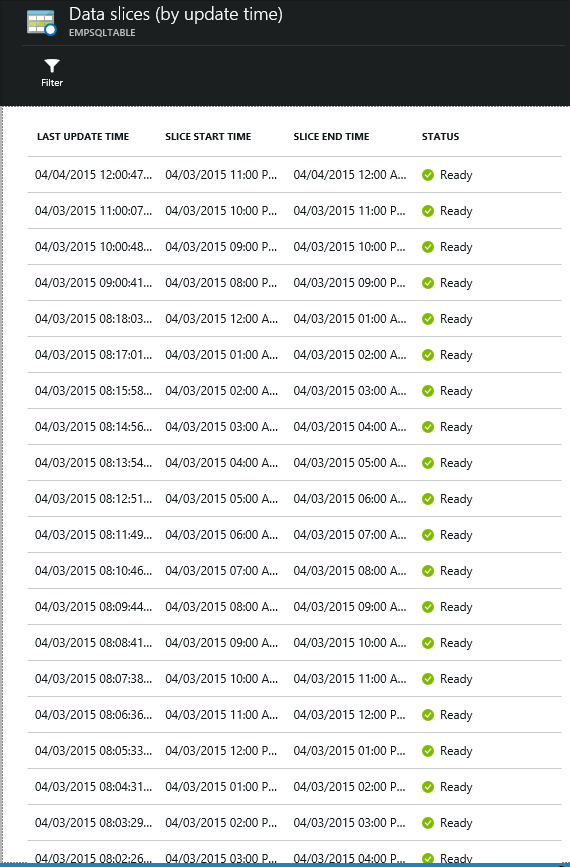 Data slices (by update time)
EMPSQLTABLE
Filter
LAST UPDATE TIME SLICE START TIME SLICE END TIME STATUS
04/04/2015 12:00:47... 04/03/2015 11:00 P... 04/04/2015 12:00 A... Ready
04/03/2015 11:00:07... 04/03/2015 10:00 P... 04/03/2015 11:00 P... Ready
04/03/2015 10:00:48... 04/03/2015 09:00 P... 04/03/2015 10:00 P... Ready
04/03/2015 09:00:41... 04/03/2015 08:00 P... 04/03/2015 09:00 P... Ready
04/03/2015 08:18:03... 04/03/2015 12:00 A... 04/03/2015 01:00 A... Ready
04/03/2015 08:17:01... 04/03/2015 01:00 A... 04/03/2015 02:00 A... Ready
04/03/2015 08:15:58... 04/03/2015 02:00 A... 04/03/2015 03:00 A... Ready
04/03/2015 08:14:56... 04/03/2015 03:00 A... 04/03/2015 04:00 A... Ready
04/03/2015 08:13:54... 04/03/2015 04:00 A... 04/03/2015 05:00 A... Ready
04/03/2015 08:12:51... 04/03/2015 05:00 A... 04/03/2015 06:00 A... Ready
04/03/2015 08:11:49... 04/03/2015 06:00 A... 04/03/2015 07:00 A... Ready
04/03/2015 08:10:46... 04/03/2015 07:00 A... 04/03/2015 08:00 A... Ready
04/03/2015 08:09:44... 04/03/2015 08:00 A... 04/03/2015 09:00 A... Ready
04/03/2015 08:08:41... 04/03/2015 09:00 A... 04/03/2015 10:00 A... Ready
04/03/2015 08:07:38... 04/03/2015 10:00 A... 04/03/2015 11:00 A... Ready
04/03/2015 08:06:36... 04/03/2015 11:00 A... 04/03/2015 12:00 P... Ready
04/03/2015 08:05:33... 04/03/2015 12:00 P... 04/03/2015 01:00 P... Ready
04/03/2015 08:04:31... 04/03/2015 01:00 P... 04/03/2015 02:00 P... Ready
04/03/2015 08:03:29... 04/03/2015 02:00 P... 04/03/2015 03:00 P... Ready
04/03/2015 08:02:26... 04/03/2015 03:00 P... 04/03/2015 04:00 P... Ready